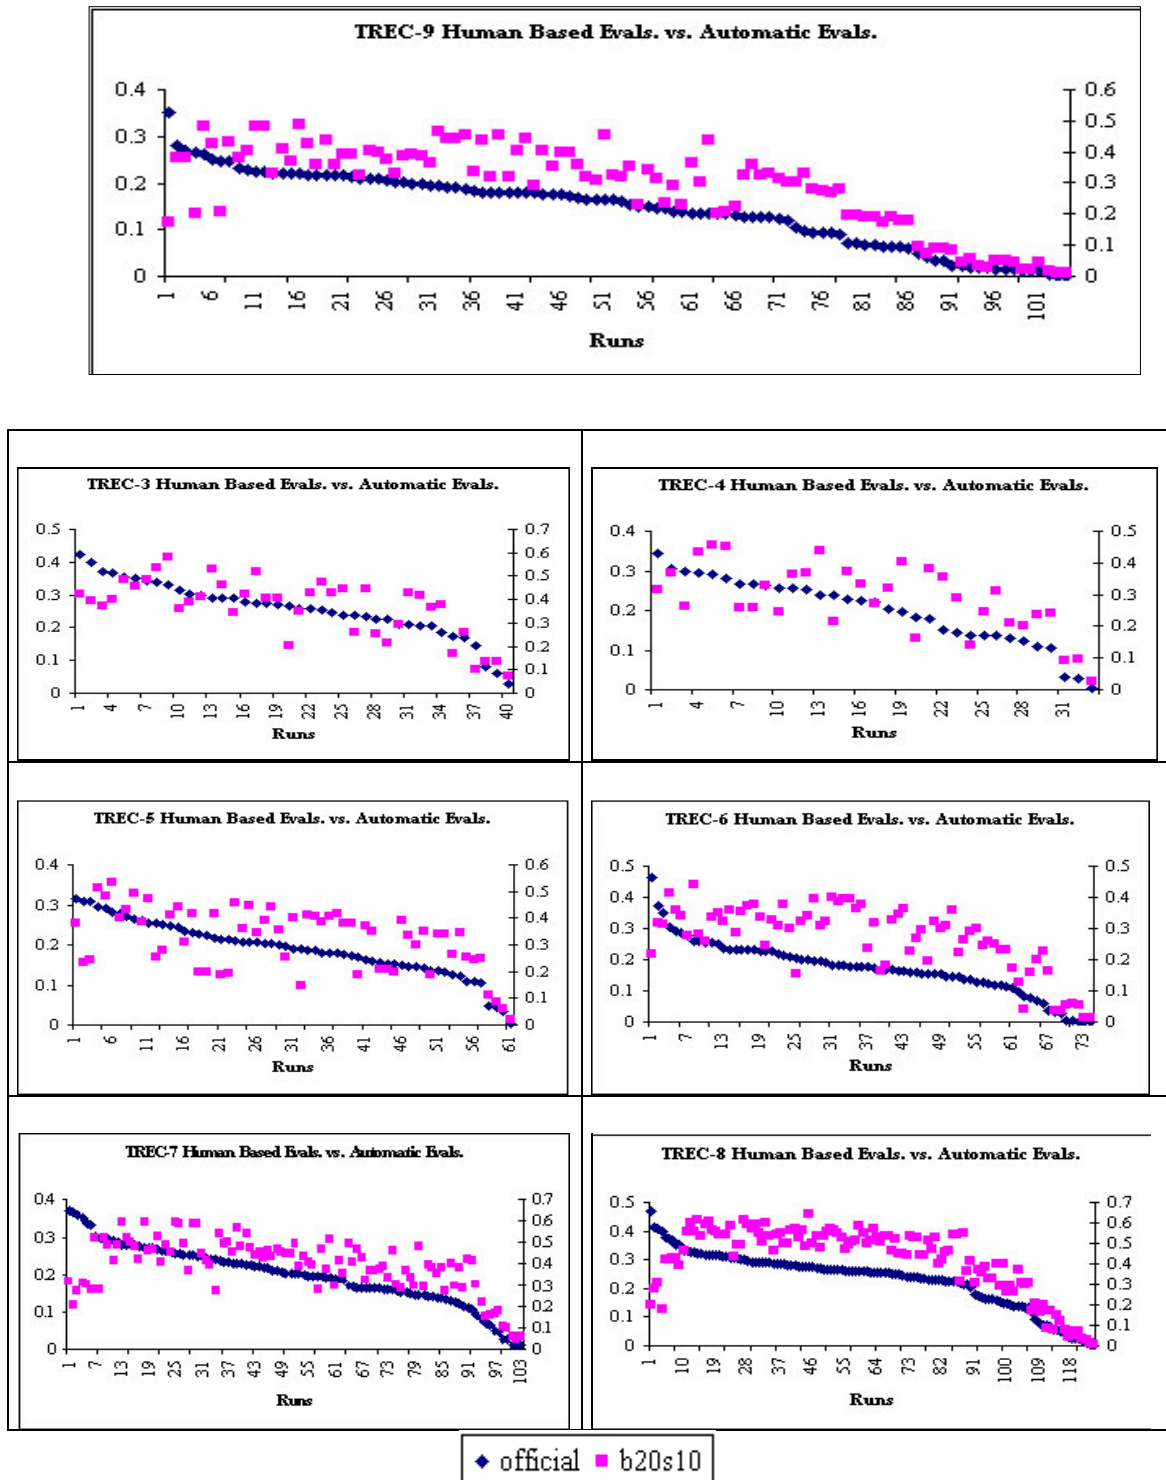 TREC-9 Human Based Evals. vs. Automatic Evals.
0.4 0.6
0.5
0.3 0.4
0.2 0.3
0.2
0.1 0.1
0 0
1 6 11 16 21 26 31 36 41 46 51 56 61 66 71 76 81 86 91 96 101
Runs
TREC-3 Human Based Evals. vs. Automatic Evals.
0.5 0.7
0.4 0.6
0.5
0.3 0.4
0.2 0.3
0.2
0.1 0.1
0 0
1 4 7 10 13 16 19 22 25 28 31 34 37 40
Runs
TREC-4 Human Based Evals. vs. Automatic Evals.
0.4 0.5
0.3 0.4
0.3
0.2 0.2
0.1 0.1
0 0
1 4 7 10 13 16 19 22 25 28 31
Runs
TREC-5 Human Based Evals. vs. Automatic Evals.
0.4 0.6
0.5
0.3 0.4
0.2 0.3
0.2
0.1 0.1
0 0
1 6 11 16 21 26 31 36 41 46 51 56 61
Runs
TREC-6 Human Based Evals. vs. Automatic Evals.
0.5 0.5
0.4 0.4
0.3 0.3
0.2 0.2
0.1 0.1
0 0
1 7 13 19 25 31 37 43 49 55 61 67 73
Runs
TREC-7 Human Based Evals. vs. Automatic Evals.
0.4 0.7
0.6
0.3 0.5
0.4
0.2 0.3
0.1 0.2
0.1
0 0
1 7 13 19 25 31 37 43 49 55 61 67 73 79 85 91 97 103
Runs
TREC-8 Human Based Evals. vs. Automatic Evals.
0.5 0.7
0.4 0.6
0.5
0.3 0.4
0.2 0.3
0.2
0.1 0.1
0 0
1 10 19 28 37 46 55 64 73 82 91 100 109 118
Runs
official b20s10